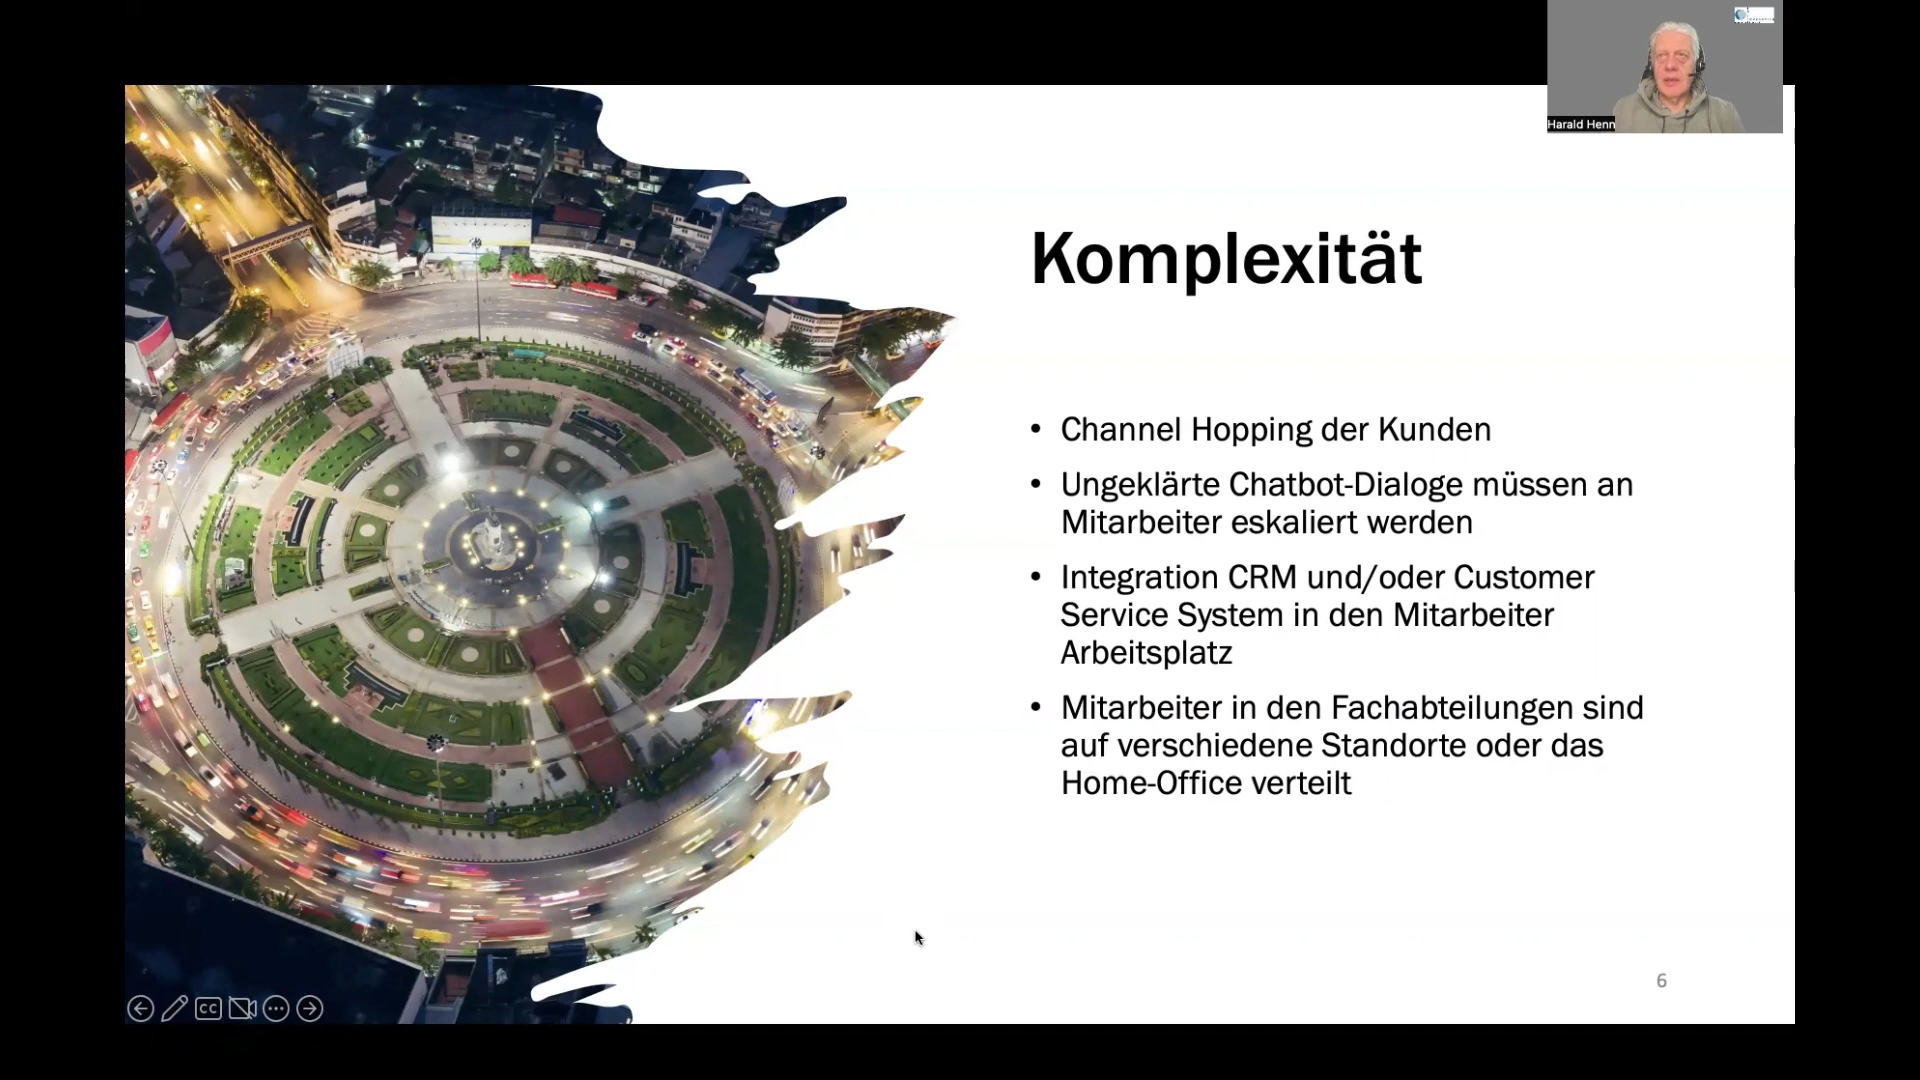 Harald Henn
Komplexität
• Channel Hopping der Kunden
• Ungeklärte Chatbot-Dialoge müssen an
Mitarbeiter eskaliert werden
• Integration CRM und/oder Customer
Service System in den Mitarbeiter
Arbeitsplatz
• Mitarbeiter in den Fachabteilungen sind
auf verschiedene Standorte oder das
Home-Office verteilt
6
CC